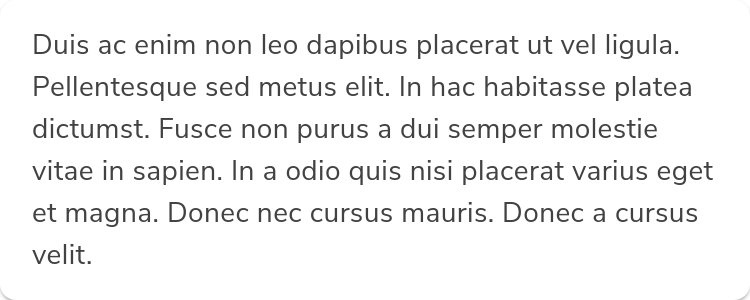 Duis ac enim non leo dapibus placerat ut vel ligula.
Pellentesque sed metus elit. In hac habitasse platea
dictumst. Fusce non purus a dui semper molestie
vitae in sapien. In a odio quis nisi placerat varius eget
et magna. Donec nec cursus mauris. Donec a cursus
velit.